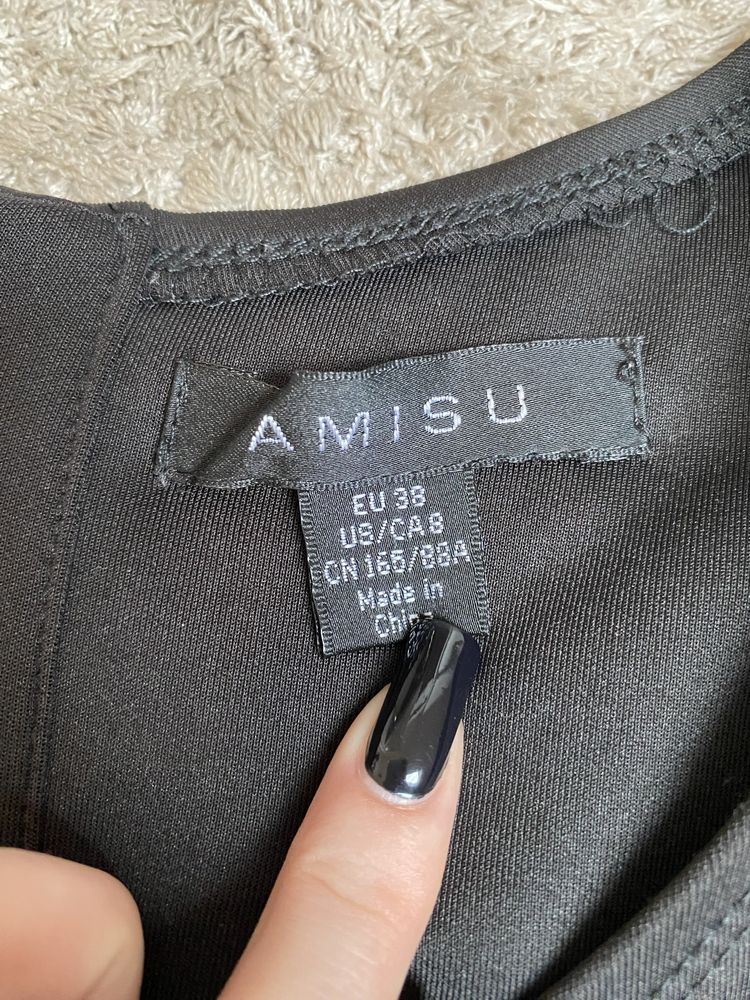 AMISU
EU 38
US/CA 8
CN 165/88A
Made in